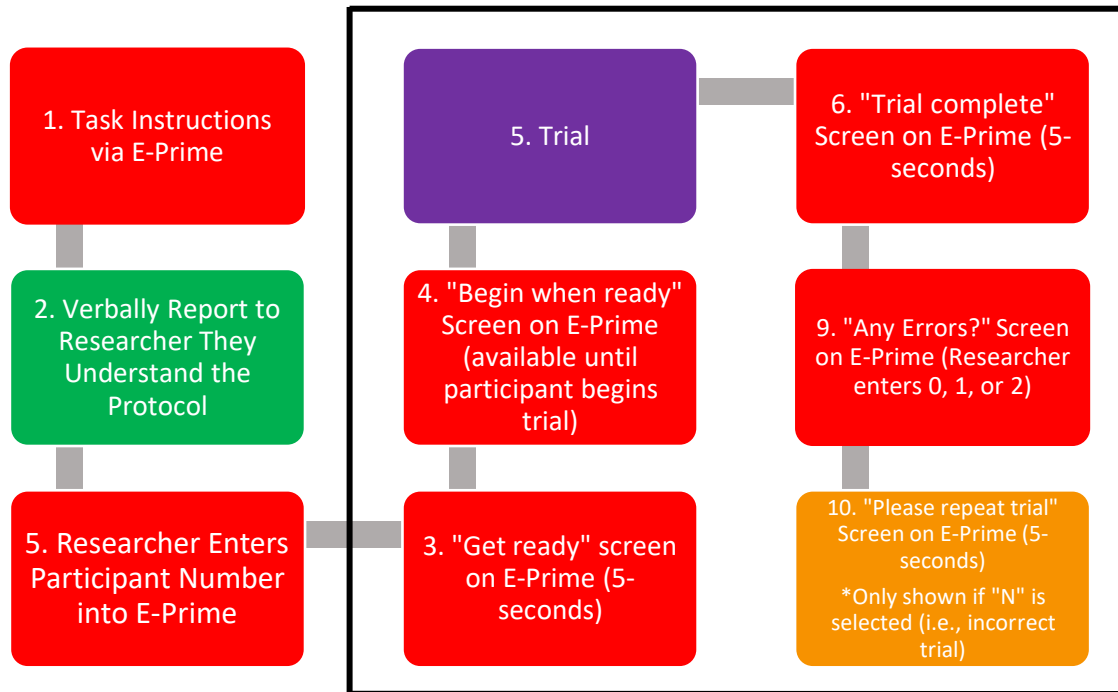 1. Task Instructions
via E-Prime
2. Verbally Report to
Researcher They
Understand the
Protocol
5. Researcher Enters
Participant Number
into E-Prime
3. "Get ready" screen
on E-Prime (5-
seconds)
4. "Begin when ready"
Screen on E-Prime
(available until
participant begins
trial)
5. Trial
6. "Trial complete"
Screen on E-Prime (5-
seconds)
9. "Any Errors?" Screen
on E-Prime (Researcher
enters 0, 1, or 2)
10. "Please repeat trial"
Screen on E-Prime (5-
seconds)
*Only shown if "N" is
selected (i.e., incorrect
trial)